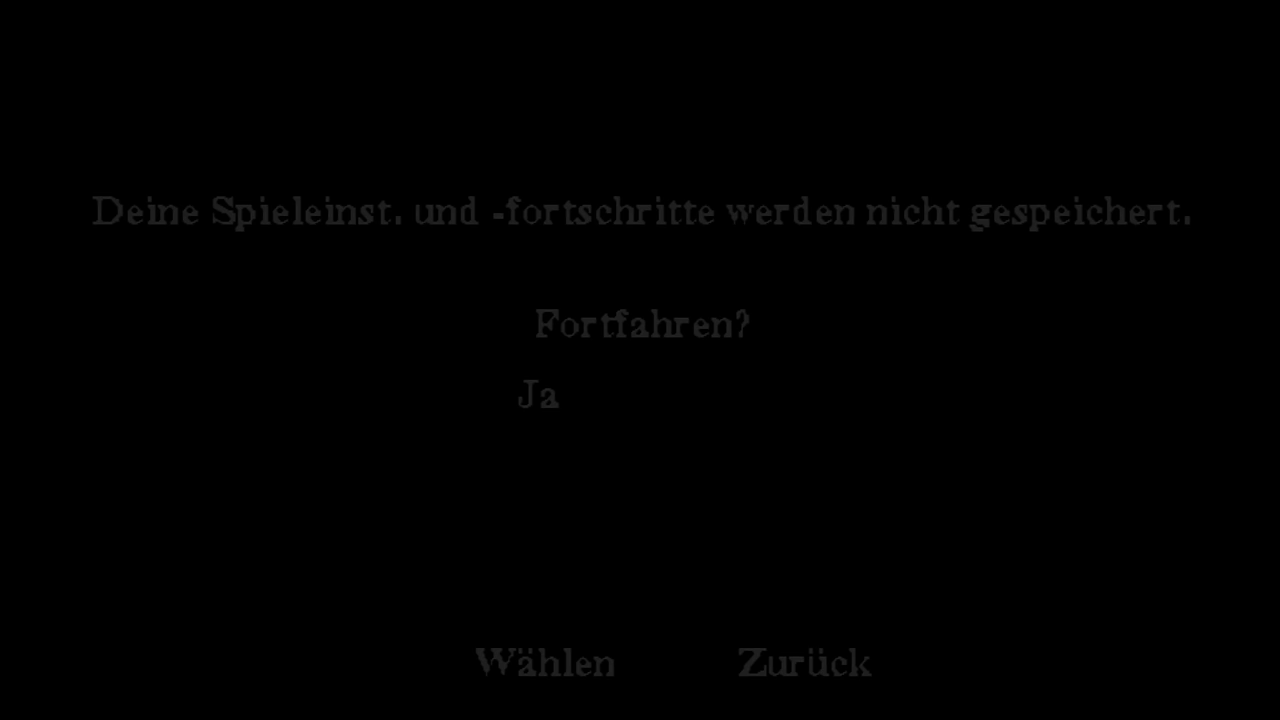 Deine Spieleinst. und -fortschritte werden nicht gespeichert.
Fortfahren?
Ja
Wählen Zurück